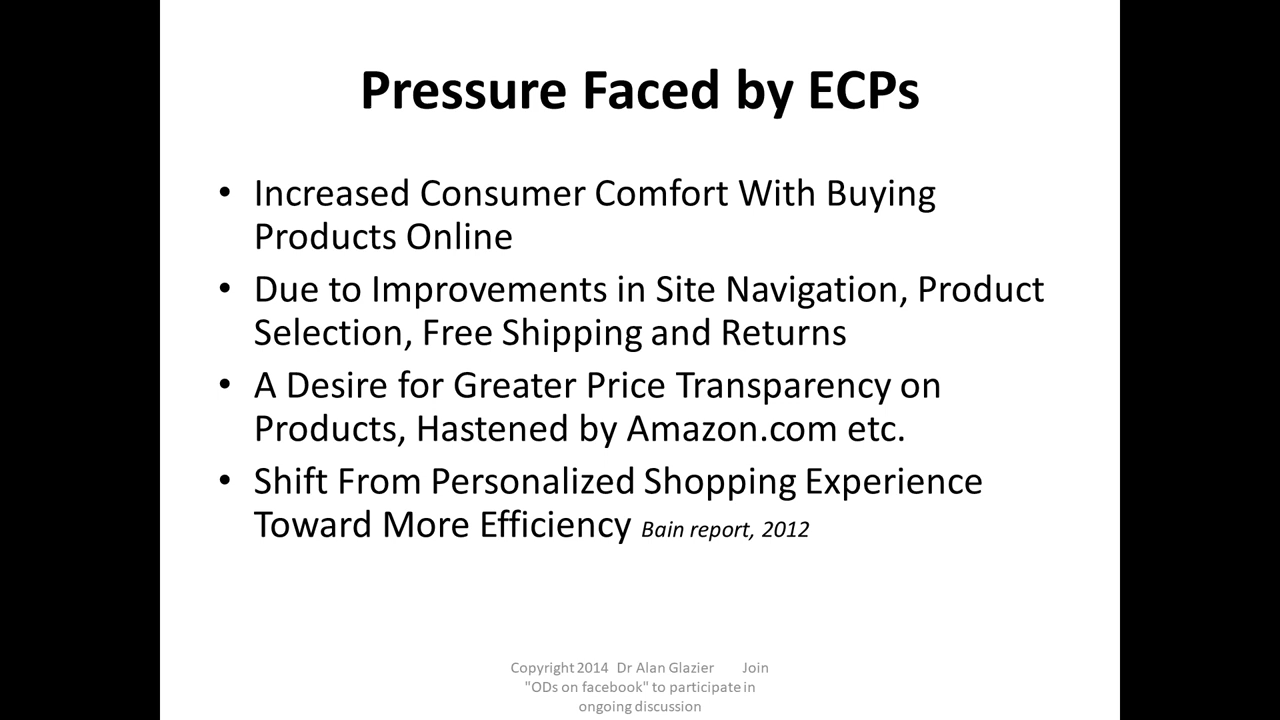 Pressure Faced by ECPs
• Increased Consumer Comfort With Buying
Products Online
• Due to Improvements in Site Navigation, Product
Selection, Free Shipping and Returns
• A Desire for Greater Price Transparency on
Products, Hastened by Amazon.com etc.
• Shift From Personalized Shopping Experience
Toward More Efficiency Bain report, 2012
Copyright 2014 Dr Alan Glazier Join
"ODs on facebook" to participate in
ongoing discussion